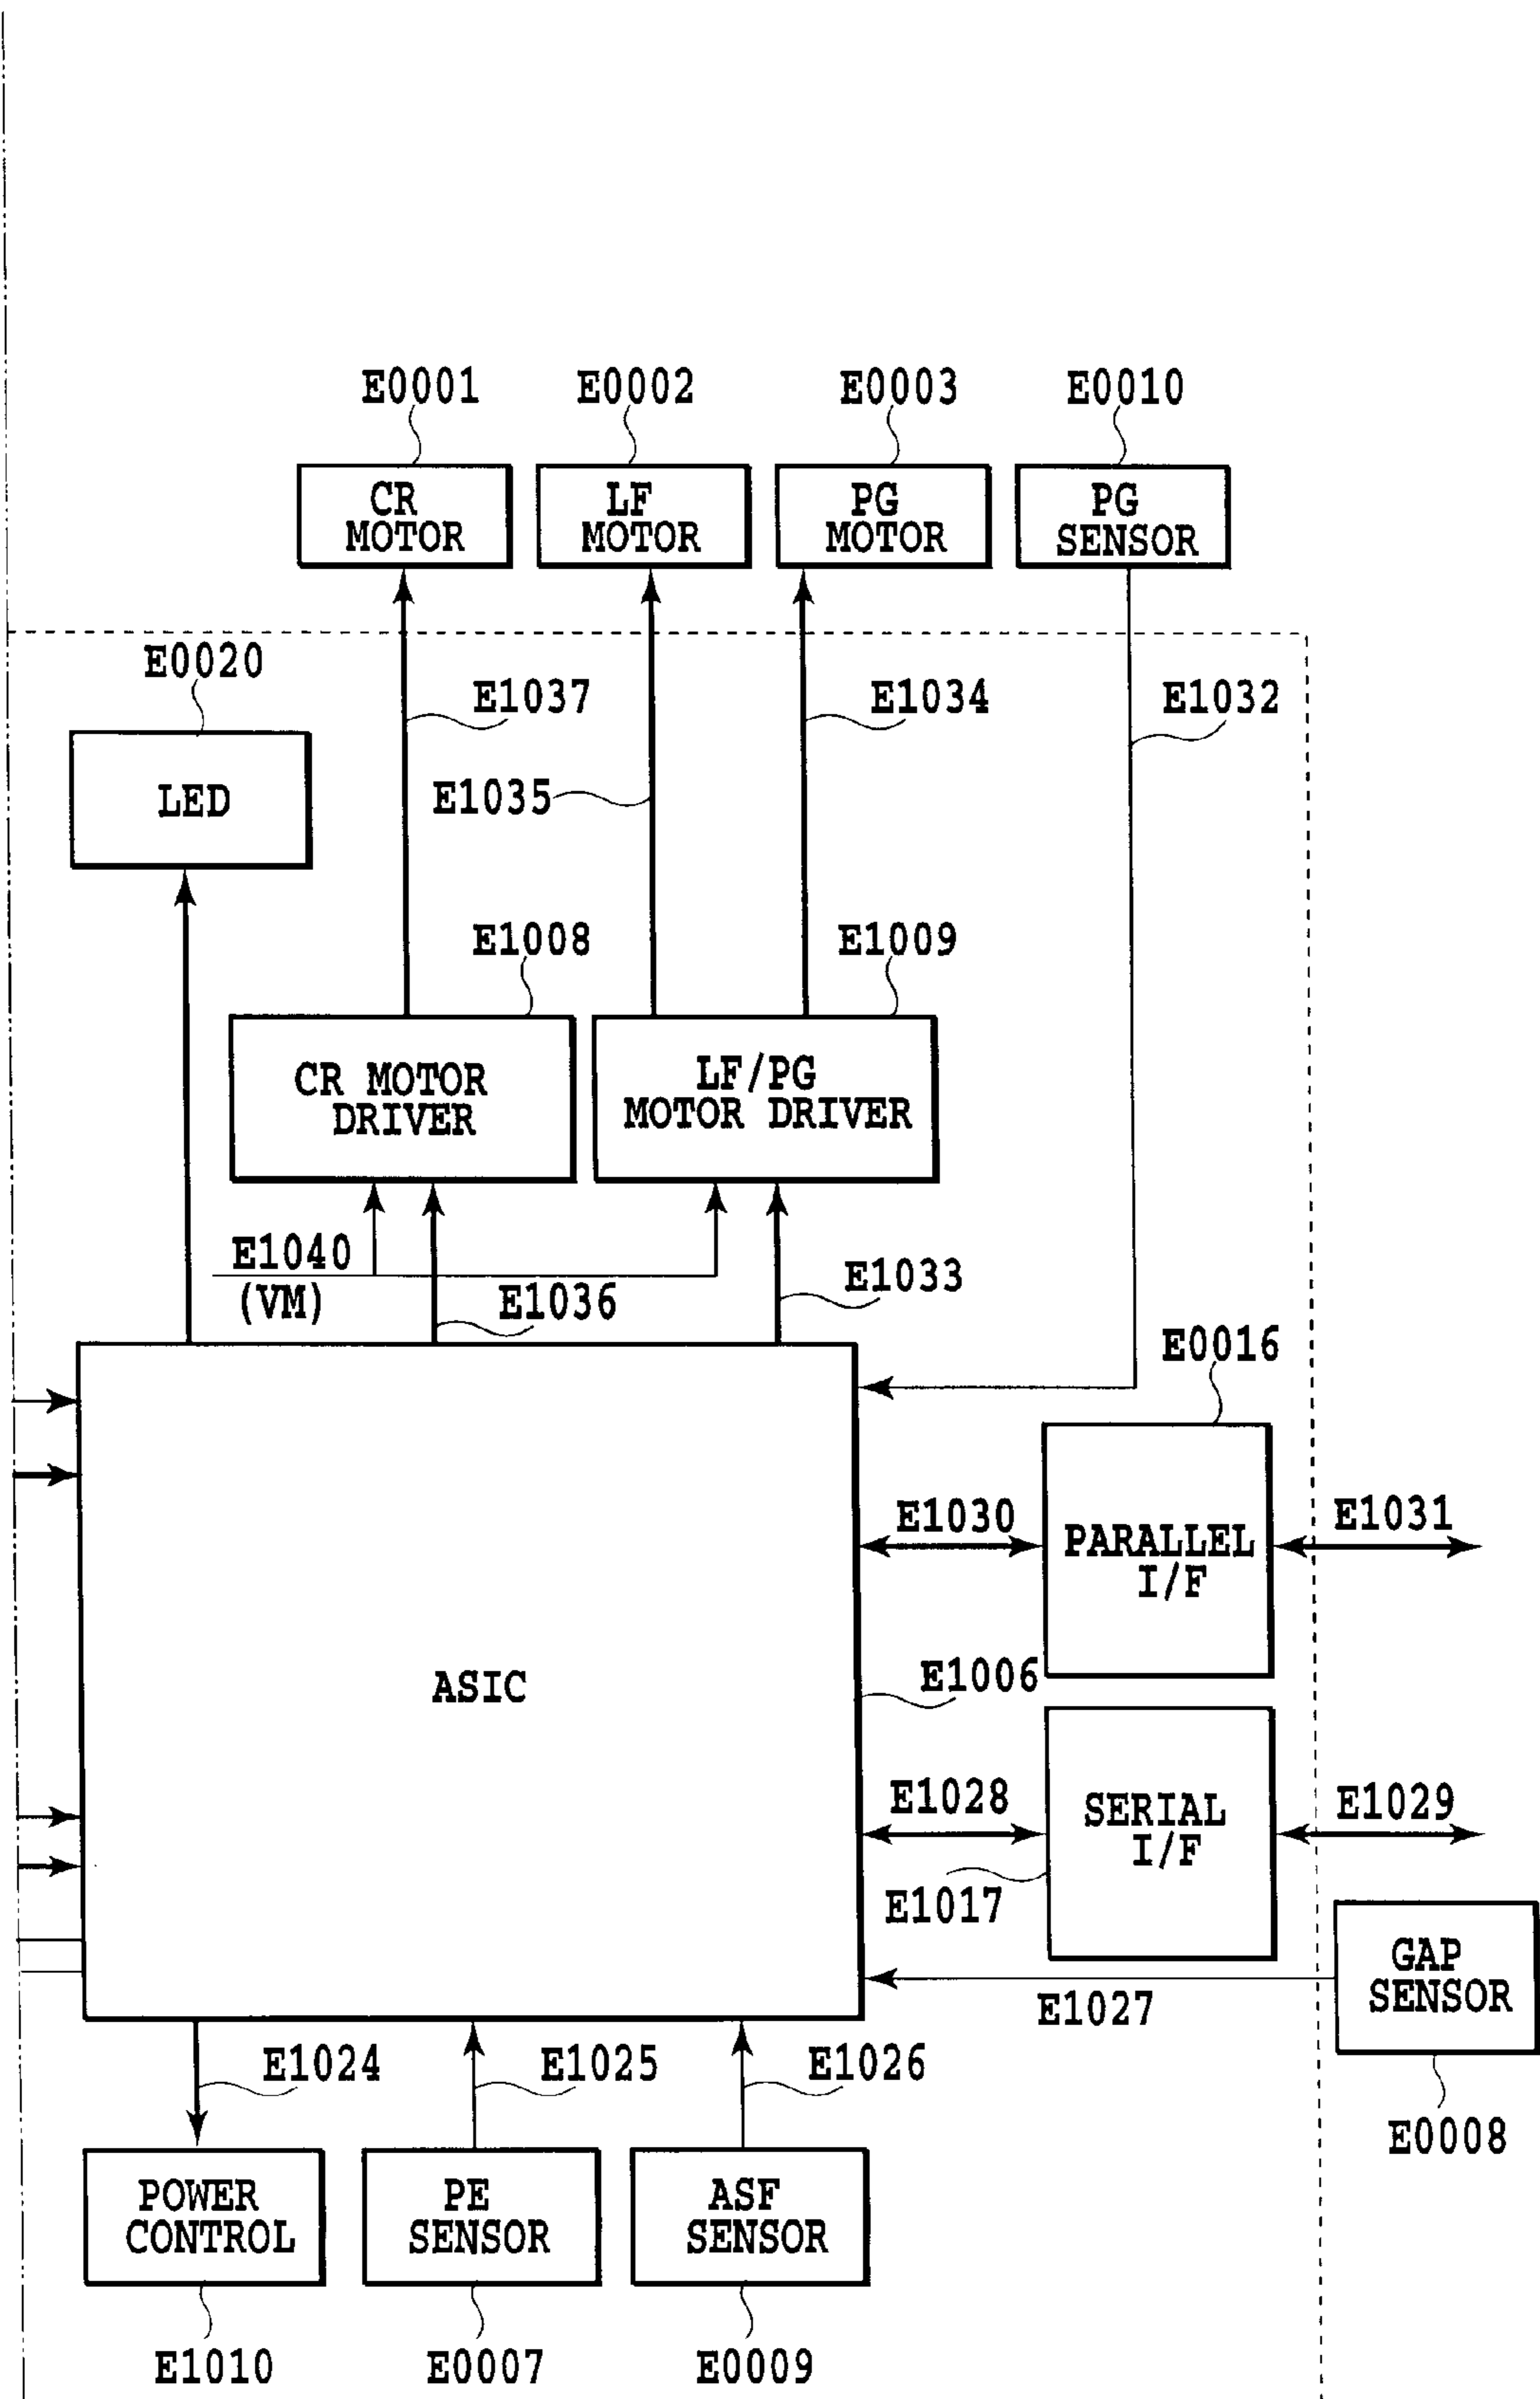 E0001
E0002
E0003
E0010
CR
MOTOR
LF
MOTOR
PG
MOTOR
PG
SENSOR
E0020
E1037
E1034
E1032
LED
E1035
E1008
E1009
CR MOTOR
DRIVER
LF/PG
MOTOR DRIVER
E1040
(VM)
E1036
E1033
E0016
E1030
PARALLEL
I/F
E1031
ASIC
E1006
E1028
SERIAL
I/F
E1029
E1017
GAP
SENSOR
E1027
E1024
E1025
E1026
E0008
POWER
CONTROL
PE
SENSOR
ASF
SENSOR
E1010
E0007
E0009